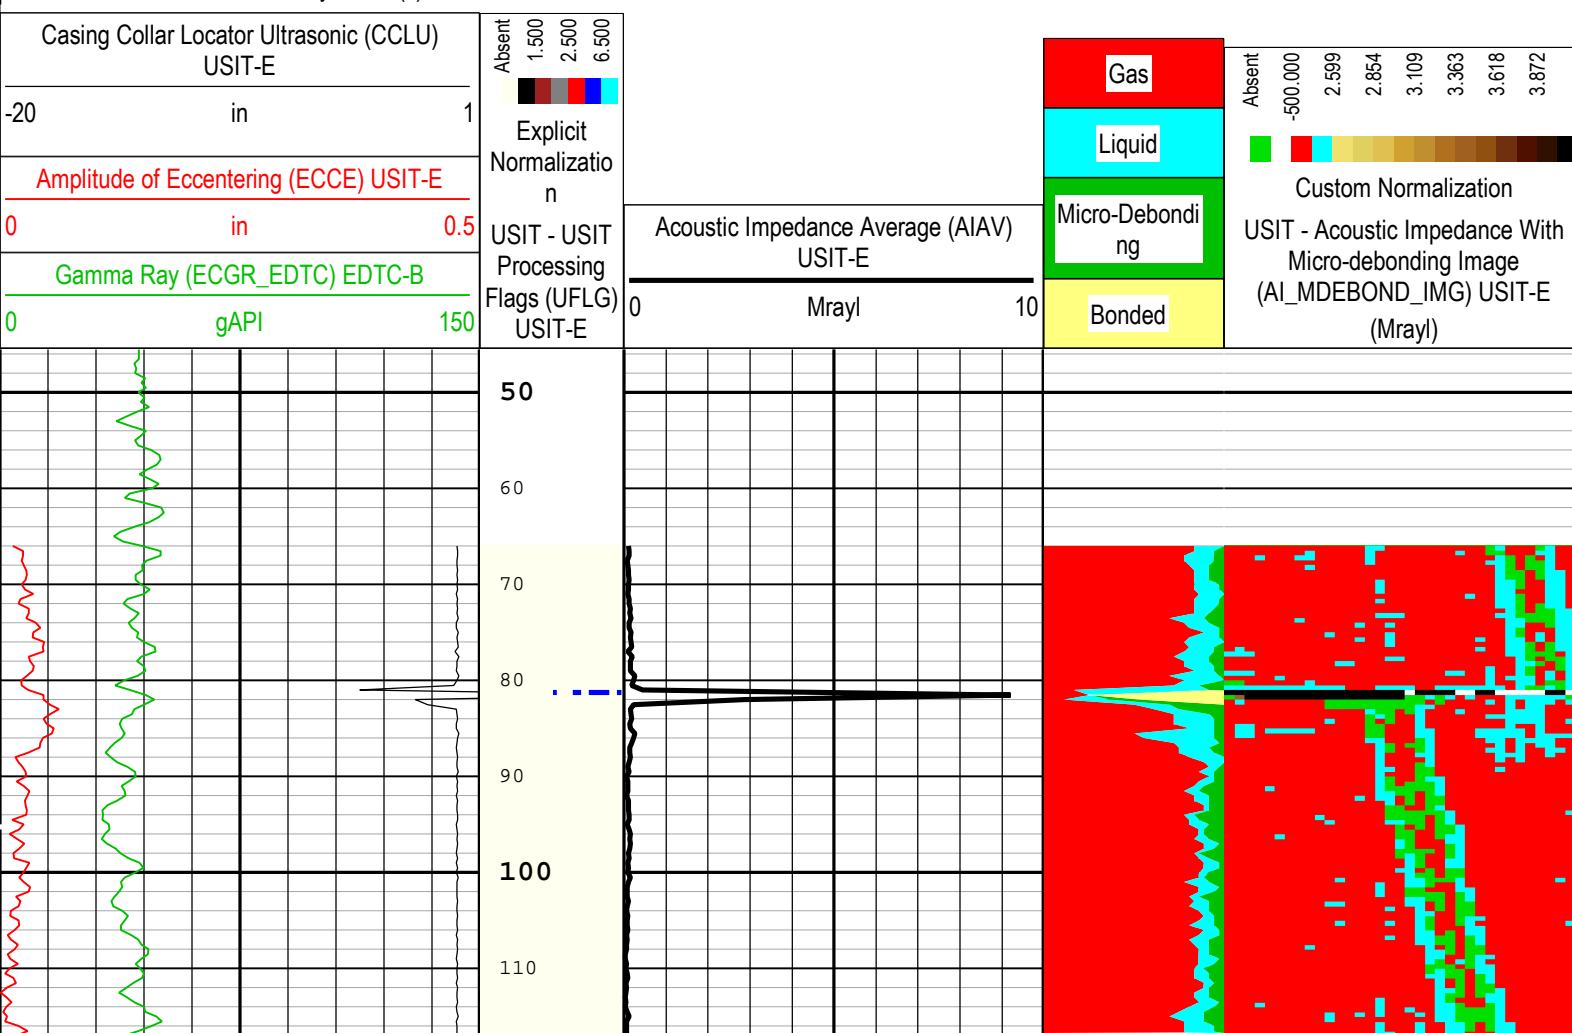 Casing Collar Locator Ultrasonic (CCLU)
USIT-E
-20 in 1
Amplitude of Eccentering (ECCE) USIT-E
0 in 0.5
Gamma Ray (ECGR_EDTC) EDTC-B
0 gAPI 150
Absent
1.500
2.500
6.500
Explicit
Normalizatio
n
USIT - USIT
Processing
Flags (UFLG)
USIT-E
Acoustic Impedance Average (AIAV)
USIT-E
0 Mrayl 10
Gas
Liquid
Micro-Debondi
ng
Bonded
Absent
-500.000
2.599
2.854
3.109
3.363
3.618
3.872
Custom Normalization
USIT - Acoustic Impedance With
Micro-debonding Image
(AI_MDEBOND_IMG) USIT-E
(Mrayl)
50
60
70
80
90
100
110